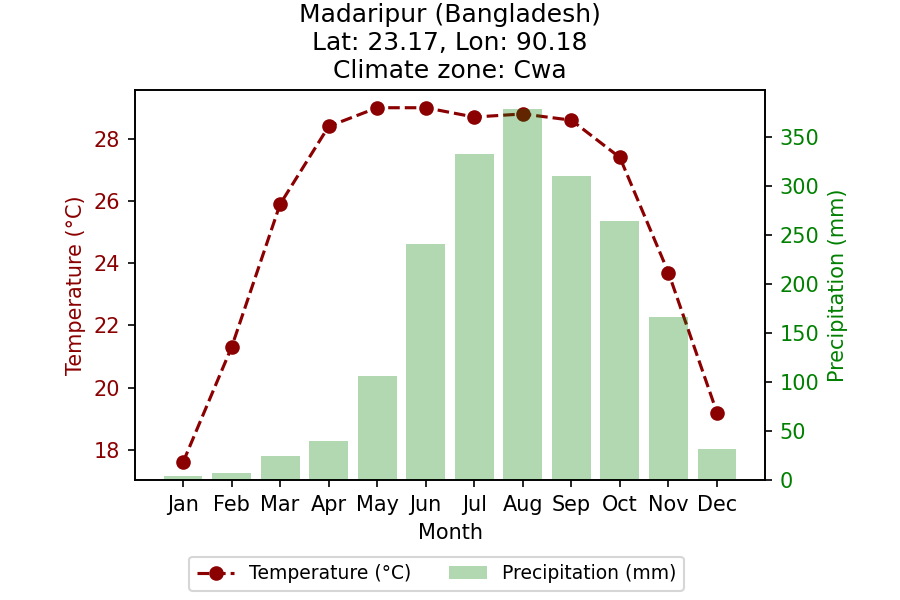 Madaripur (Bangladesh)
Lat: 23.17, Lon: 90.18
Climate zone: Cwa
Temperature (°C)
28
26
24
22
20
18
Precipitation (mm)
350
300
250
200
150
100
50
0
Jan Feb Mar Apr May Jun Jul Aug Sep Oct Nov Dec
Month
Temperature (°C) Precipitation (mm)